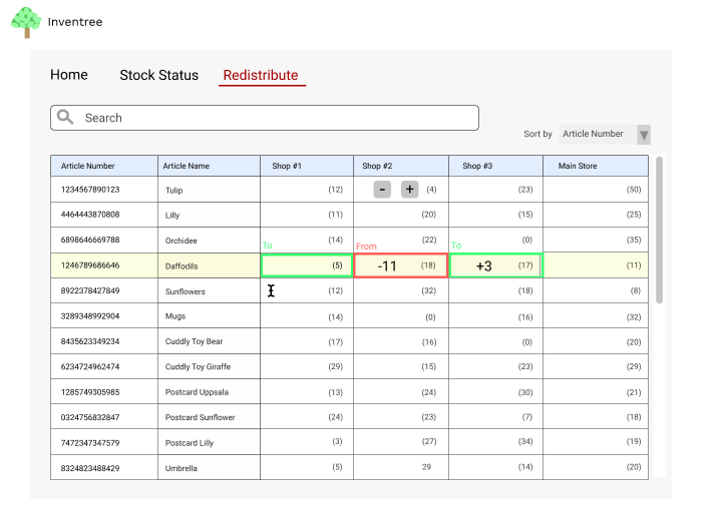 Inventree
Home Stock Status Redistribute
Search
Sort by Article Number
Article Number Article Name Shop #1 Shop #2 Shop #3 Main Store
1234567890123 Tulip (12) - + (4) (23) (50)
4464443870808 Lilly (11) (20) (15) (25)
6898646669788 Orchidee (14) (22) (0) (35)
To From To
1246789686646 Daffodils (5) -11 (18) +3 (17) (11)
8922378427849 Sunflowers (12) (32) (18) (8)
3289348992904 Mugs (14) (0) (16) (32)
8435623349234 Cuddly Toy Bear (17) (16) (0) (20)
6234724962474 Cuddly Toy Giraffe (29) (15) (23) (29)
1285749305985 Postcard Uppsala (13) (24) (30) (21)
0324756832847 Postcard Sunflower (24) (23) (7) (18)
7472347347579 Postcard Lilly (3) (27) (34) (19)
8324823488429 Umbrella (5) 29 (14) (20)